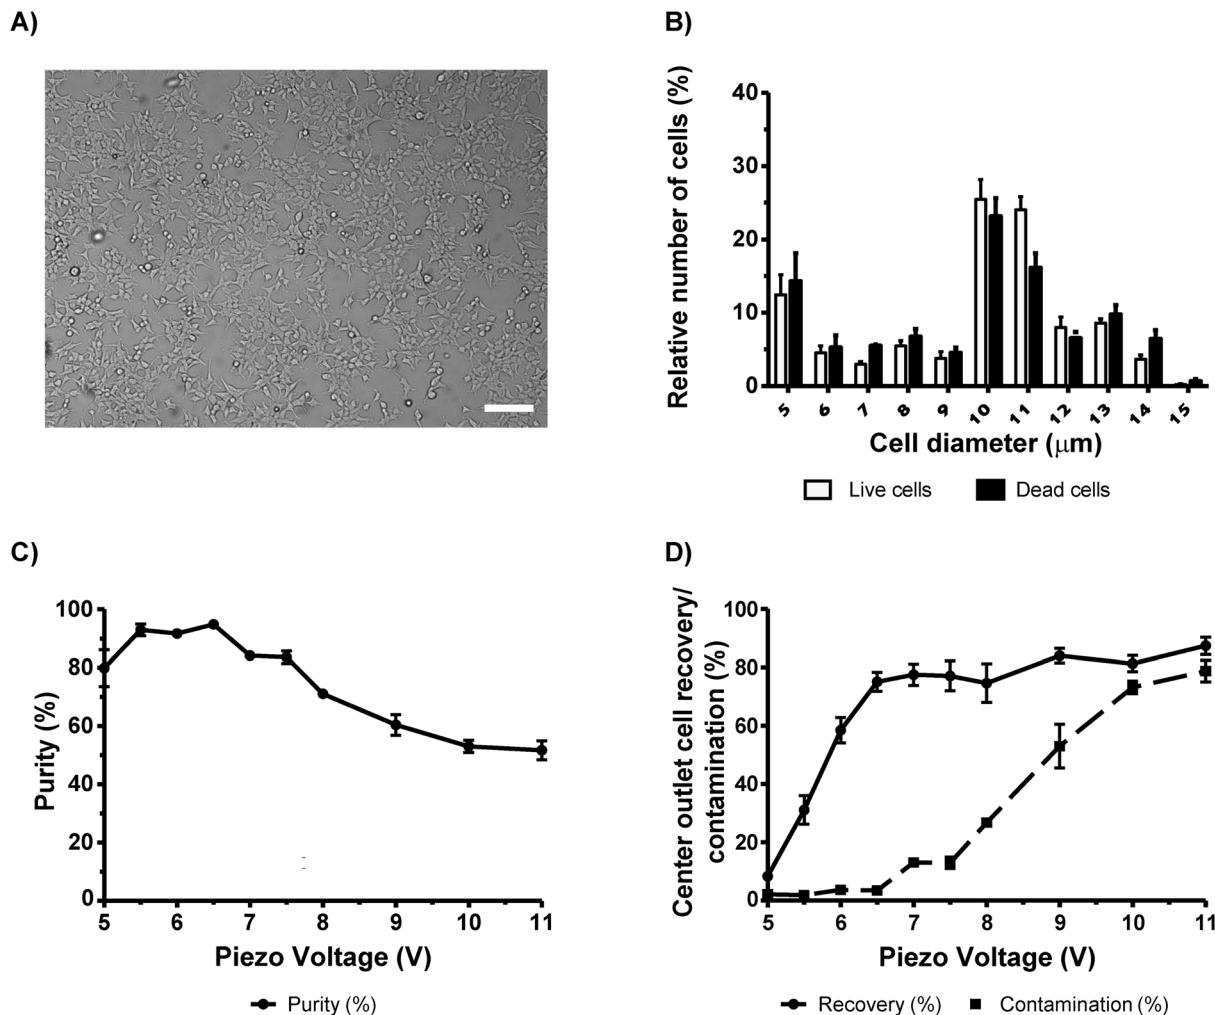 A)
B)
Relative number of cells (%)
40
30
20
10
0
5 6 7 8 9 10 11 12 13 14 15
Cell diameter (μm)
Live cells Dead cells
C)
Purity (%)
100
80
60
40
20
0
5 6 7 8 9 10 11
Piezo Voltage (V)
Purity (%)
D)
Center outlet cell recovery/
contamination (%)
100
80
60
40
20
0
5 6 7 8 9 10 11
Piezo Voltage (V)
Recovery (%) Contamination (%)